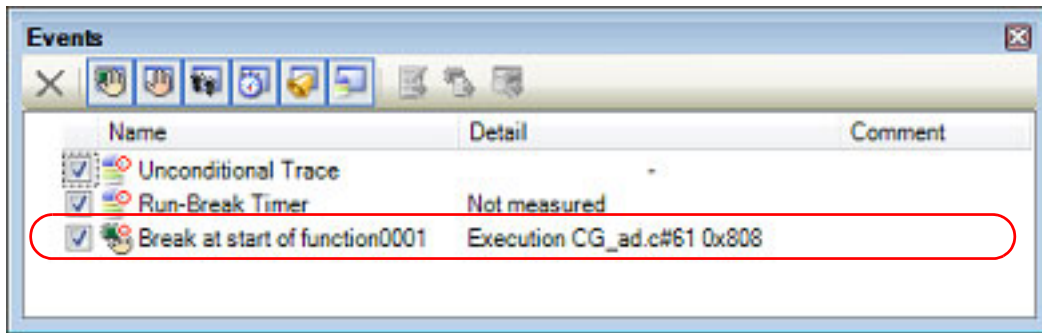 Events
Name Detail Comment
Unconditional Trace -
Run-Break Timer Not measured
Break at start of function0001 Execution CG_ad.c#61 0x808